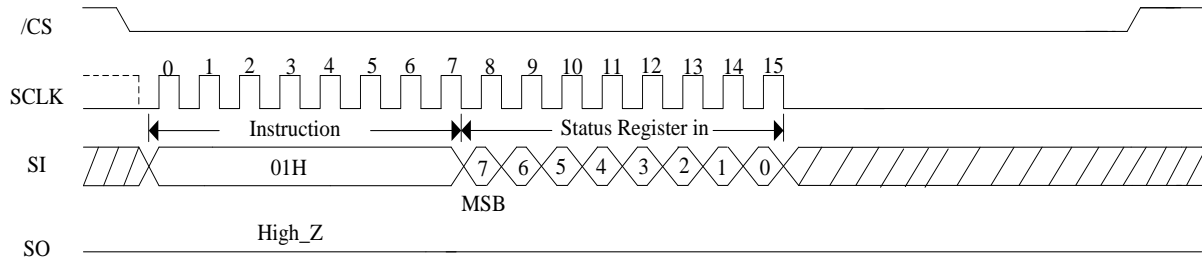 /CS
0 1 2 3 4 5 6 7 8 9 10 11 12 13 14 15
SCLK
Instruction Status Register in
SI 01H 7 6 5 4 3 2 1 0
MSB
High_Z
SO